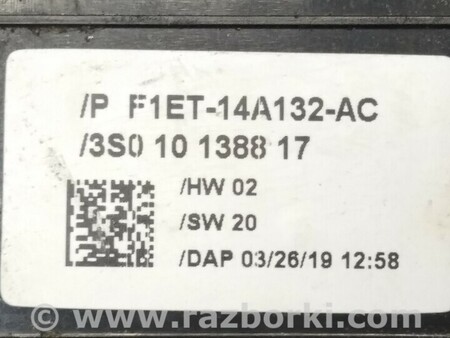 /P F1ET-14A132-AC
/3S0 10 1388 17
/HW 02
/SW 20
/DAP 03/26/19 12:58
© www.razborki.com